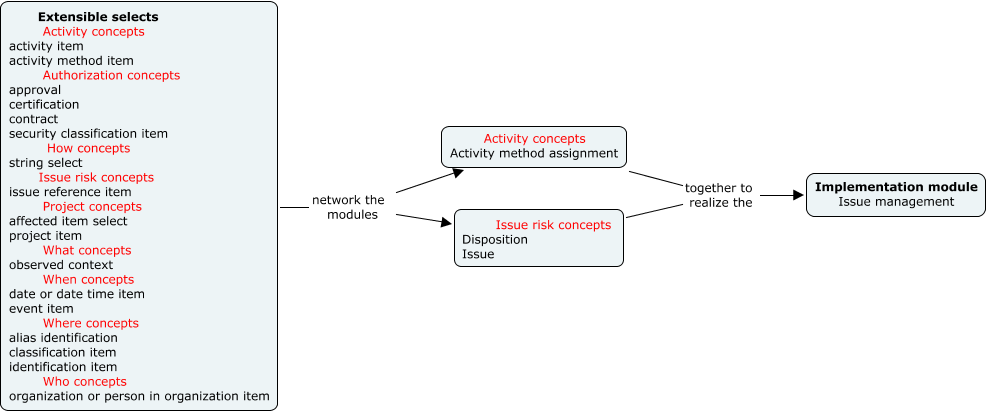 Extensible selects
Activity concepts
activity item
activity method item
Authorization concepts
approval
certification
contract
security classification item
How concepts
string select
Issue risk concepts
issue reference item
Project concepts
affected item select
project item
What concepts
observed context
When concepts
date or date time item
event item
Where concepts
alias identification
classification item
identification item
Who concepts
organization or person in organization item
network the
modules
Activity concepts
Activity method assignment
Issue risk concepts
Disposition
Issue
together to
realize the
Implementation module
Issue management